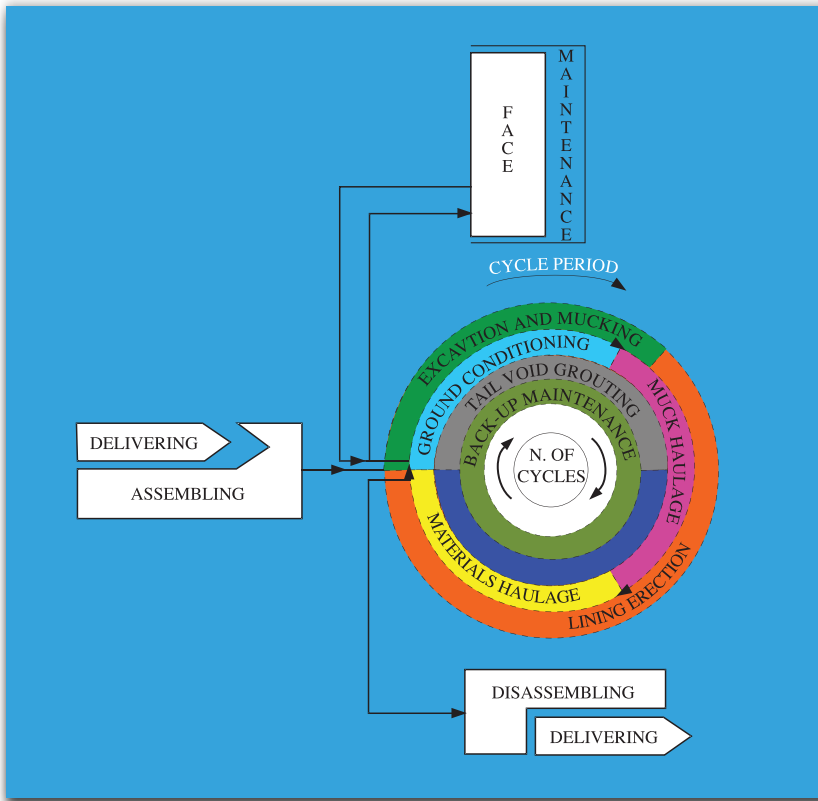 FACE
MAINTENANCE
CYCLE PERIOD
EXCAVTION AND MUCKING
GROUND CONDITIONING
TAIL VOID GROUTING
BACK-UP MAINTENANCE
MUCK HAULAGE
N. OF
CYCLES
DELIVERING
ASSEMBLING
MATERIALS HAULAGE
LINING ERECTION
DISASSEMBLING
DELIVERING